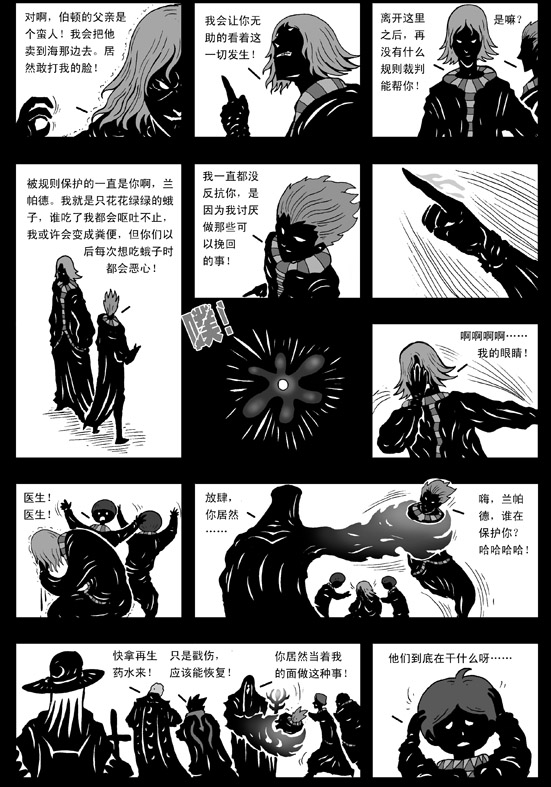 对啊，伯顿的父亲是
个蛮人！我会把他
卖到海那边去。居
然敢打我的脸！
我会让你无
助的看着这
一切发生！
离开这里
之后，再
没有什么
规则裁判
能帮你！
是嘛？
被规则保护的一直是你啊，兰
帕德。我就是只花花绿绿的蛾
子，谁吃了我都会呕吐不止，
我或许会变成粪便，但你们以
后每次想吃蛾子时
都会恶心！
我一直都没
反抗你，是
因为我讨厌
做那些可
以挽回
的事！
噗！
啊啊啊啊……
我的眼睛！
医生！
医生！
放肆，
你居然
……
嗨，兰帕
德，谁在
保护你？
哈哈哈哈！
快拿再生
药水来！
只是戳伤，
应该能恢复！
你居然当着我
的面做这种事！
他们到底在干什么呀……